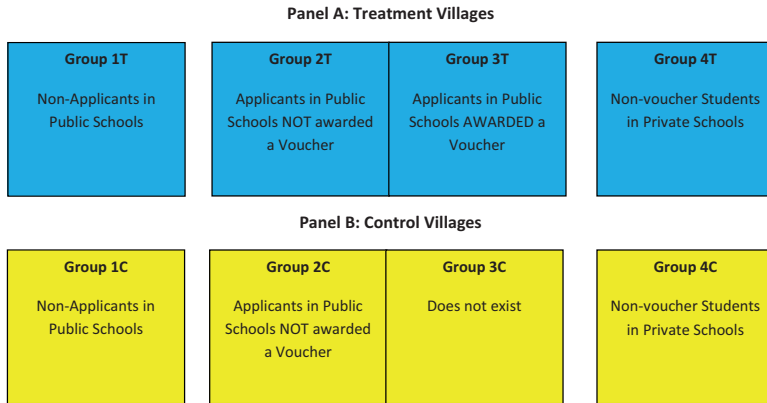 Panel A: Treatment Villages
Group 1T
Non-Applicants in
Public Schools
Group 2T
Applicants in Public
Schools NOT awarded
a Voucher
Group 3T
Applicants in Public
Schools AWARDED a
Voucher
Group 4T
Non-voucher Students
in Private Schools
Panel B: Control Villages
Group 1C
Non-Applicants in
Public Schools
Group 2C
Applicants in Public
Schools NOT awarded
a Voucher
Group 3C
Does not exist
Group 4C
Non-voucher Students
in Private Schools